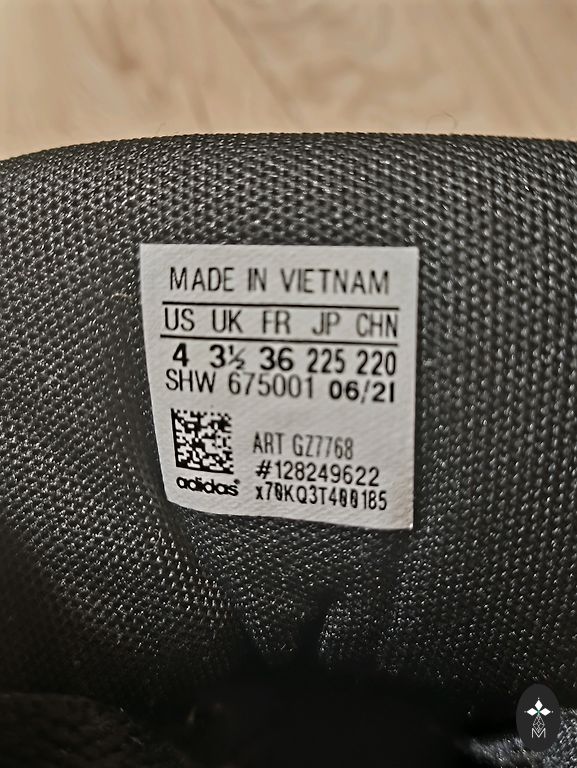 MADE IN VIETNAM
US UK FR JP CHN
4 3½ 36 225 220
SHW 675001 06/21
ART GZ7768
#128249622
x70KQ3T400185
adidas
M